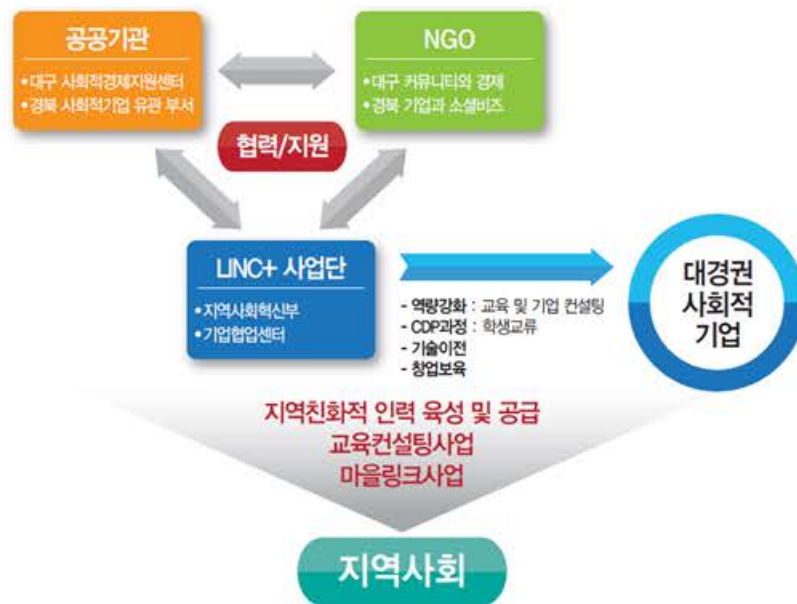 공공기관
•대구 사회적경제지원센터
•경북 사회적기업 유관 부서
NGO
•대구 커뮤니티와 경제
•경북 기업과 소셜비즈
협력/지원
LINC+ 사업단
•지역사회혁신부
•기업협업센터
- 역량강화 : 교육 및 기업 컨설팅
- CDP과정 : 학생교류
- 기술이전
- 창업보육
대경권
사회적
기업
지역친화적 인력 육성 및 공급
교육컨설팅사업
마을링크사업
지역사회